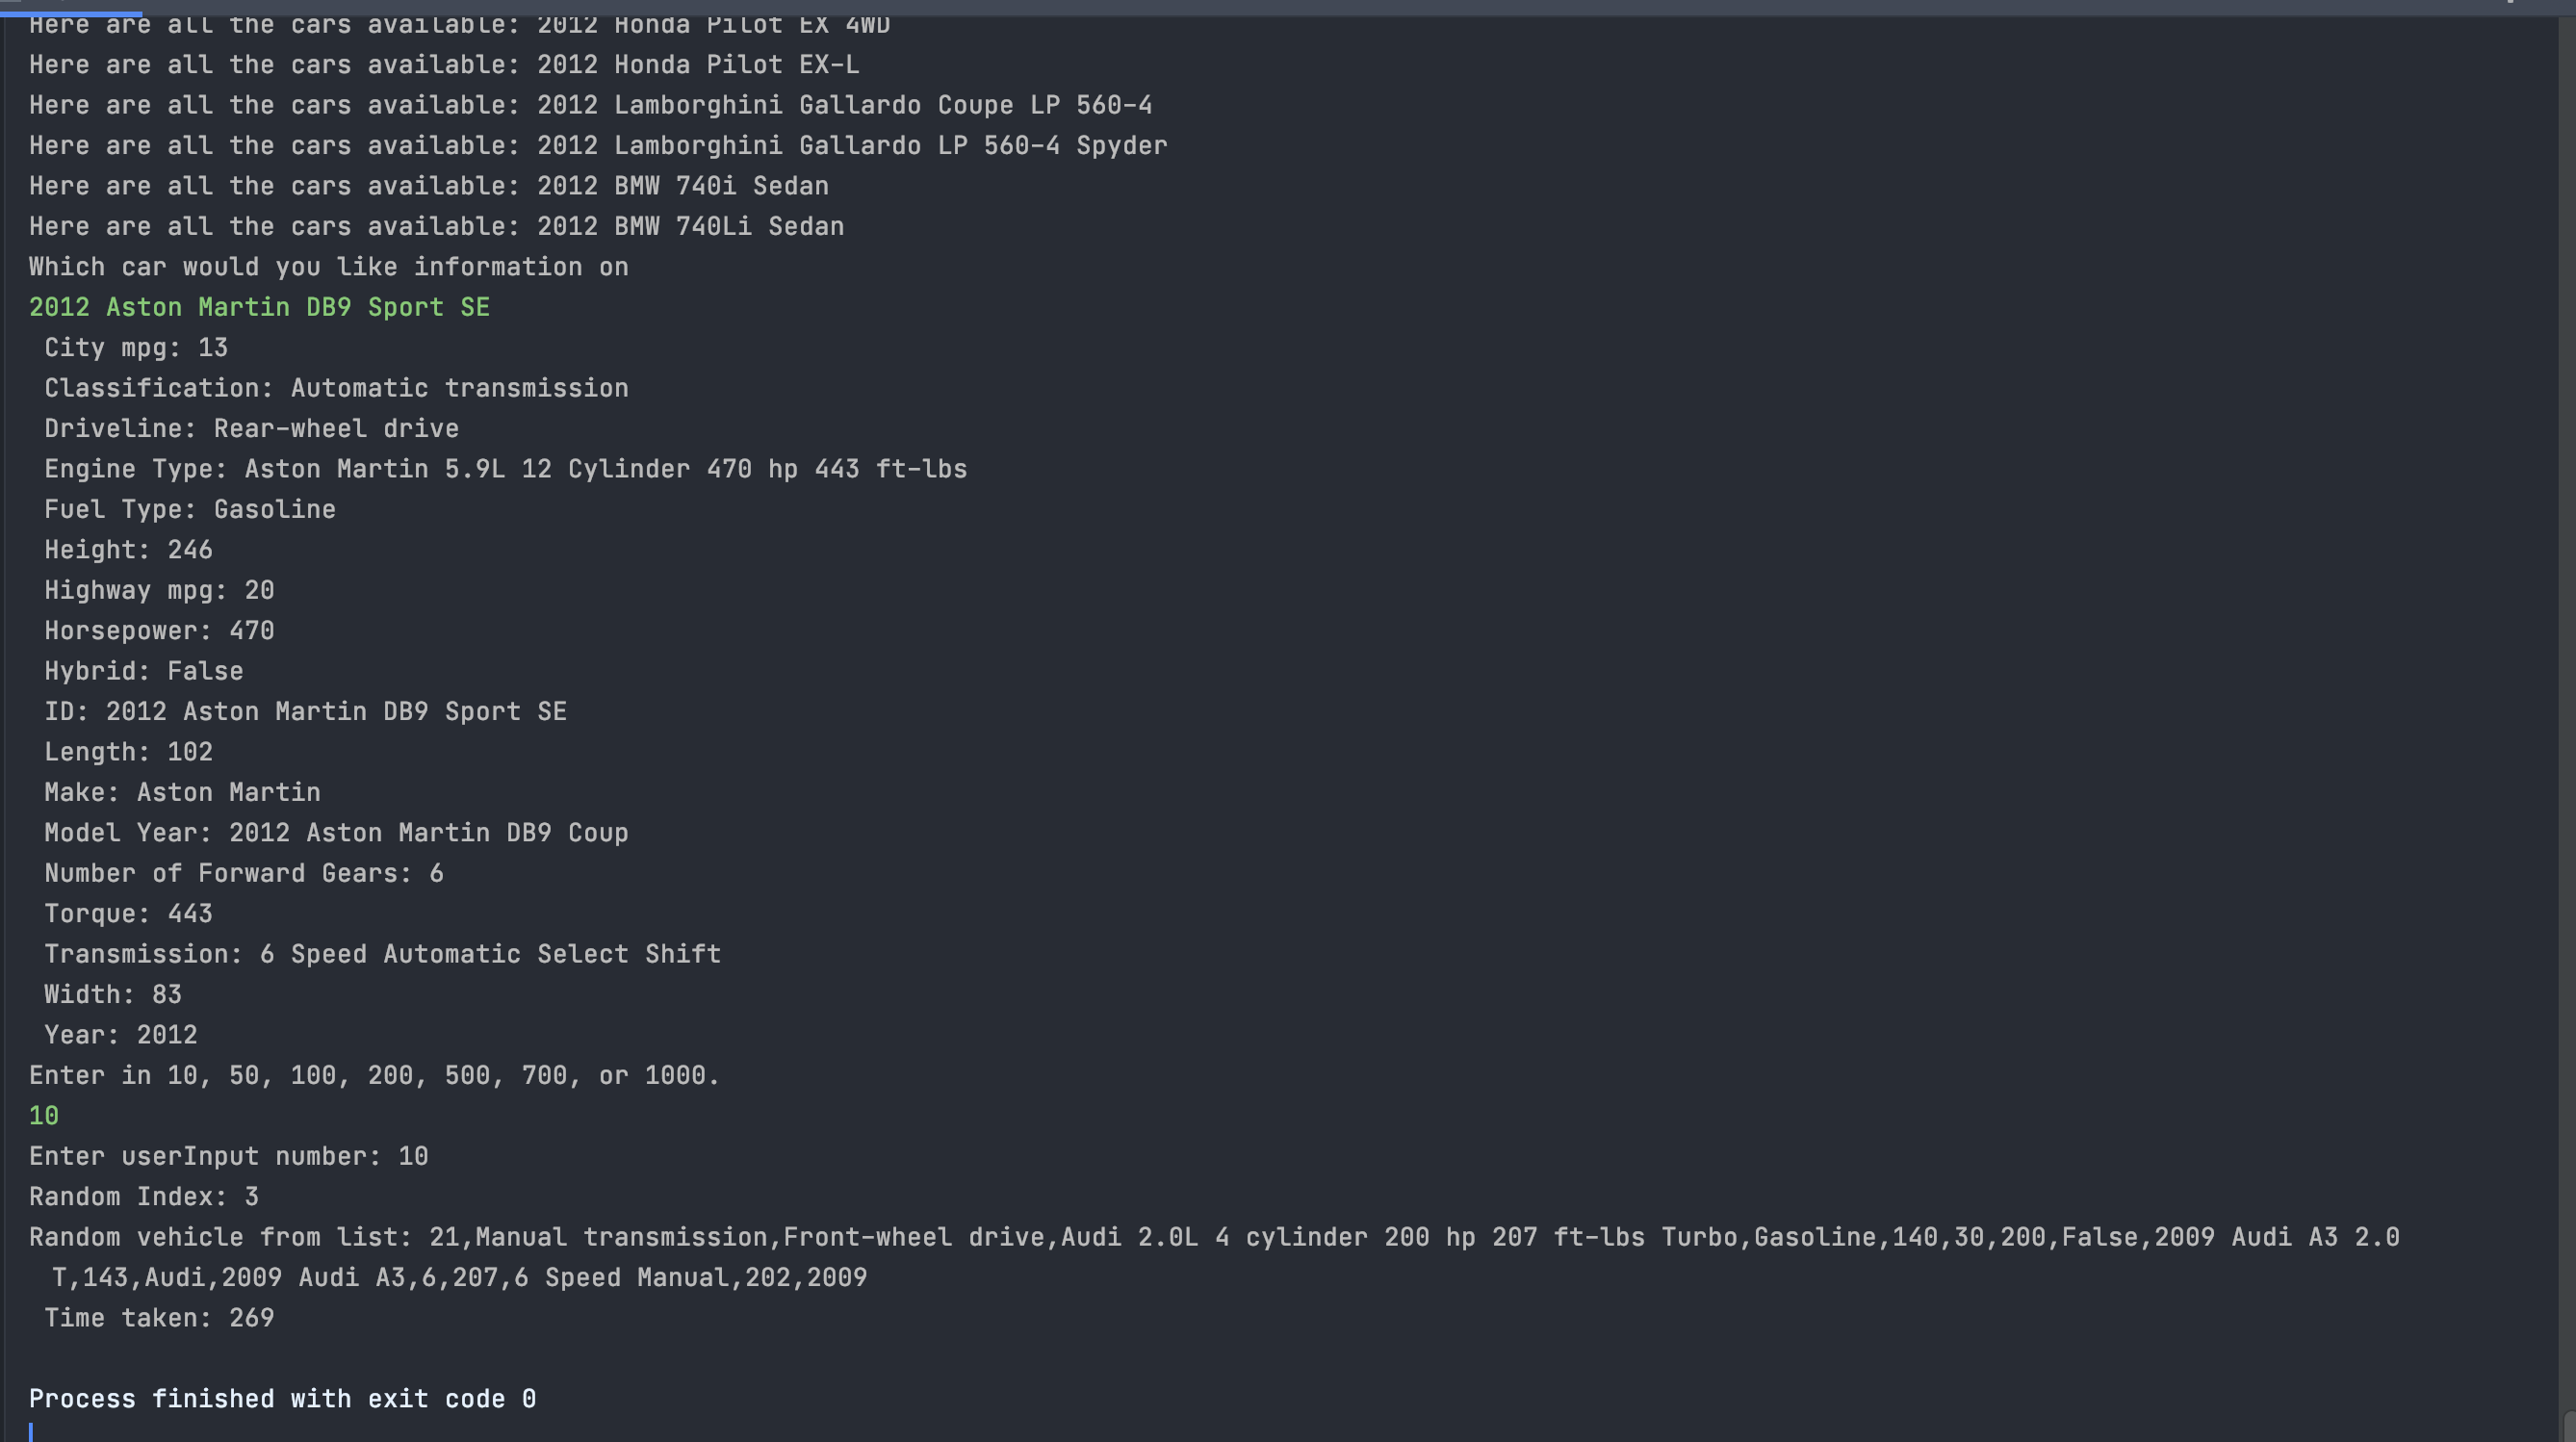 Here are all the cars available: 2012 Honda Pilot EX 4WD
Here are all the cars available: 2012 Honda Pilot EX-L
Here are all the cars available: 2012 Lamborghini Gallardo Coupe LP 560-4
Here are all the cars available: 2012 Lamborghini Gallardo LP 560-4 Spyder
Here are all the cars available: 2012 BMW 740i Sedan
Here are all the cars available: 2012 BMW 740Li Sedan
Which car would you like information on
2012 Aston Martin DB9 Sport SE
 City mpg: 13
 Classification: Automatic transmission
 Driveline: Rear-wheel drive
 Engine Type: Aston Martin 5.9L 12 Cylinder 470 hp 443 ft-lbs
 Fuel Type: Gasoline
 Height: 246
 Highway mpg: 20
 Horsepower: 470
 Hybrid: False
 ID: 2012 Aston Martin DB9 Sport SE
 Length: 102
 Make: Aston Martin
 Model Year: 2012 Aston Martin DB9 Coup
 Number of Forward Gears: 6
 Torque: 443
 Transmission: 6 Speed Automatic Select Shift
 Width: 83
 Year: 2012
Enter in 10, 50, 100, 200, 500, 700, or 1000.
10
Enter userInput number: 10
Random Index: 3
Random vehicle from list: 21,Manual transmission,Front-wheel drive,Audi 2.0L 4 cylinder 200 hp 207 ft-lbs Turbo,Gasoline,140,30,200,False,2009 Audi A3 2.0
 T,143,Audi,2009 Audi A3,6,207,6 Speed Manual,202,2009
 Time taken: 269
Process finished with exit code 0